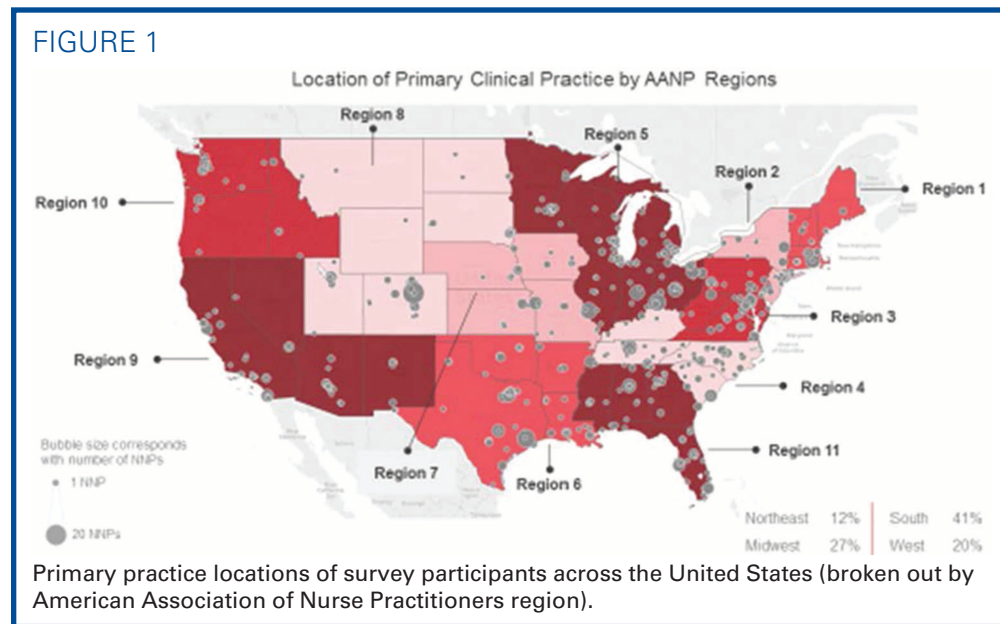 FIGURE 1
Location of Primary Clinical Practice by AANP Regions
Region 8
Region 5
Region 2
Region 1
Region 10
Region 3
Region 9
Region 4
Region 11
Region 7
Region 6
Bubble size corresponds
with number of NNPs
1 NNP
20 NNPs
Northeast 12% South 41%
Midwest 27% West 20%
Primary practice locations of survey participants across the United States (broken out by
American Association of Nurse Practitioners region).